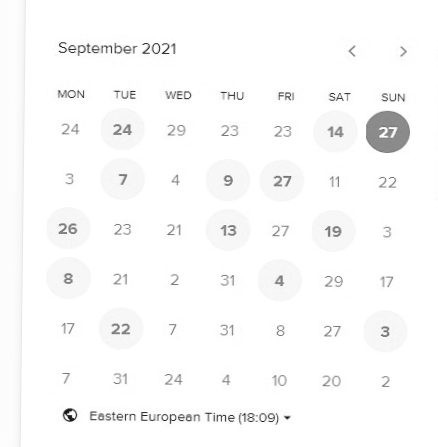 September 2021
MON TUE WED THU FRI SAT SUN
24 24 29 23 23 14 27
3 7 4 9 27 11 22
26 23 21 13 27 19 3
8 21 2 31 4 29 17
17 22 7 31 8 27 3
7 31 24 4 10 20 2
Eastern European Time (18:09)